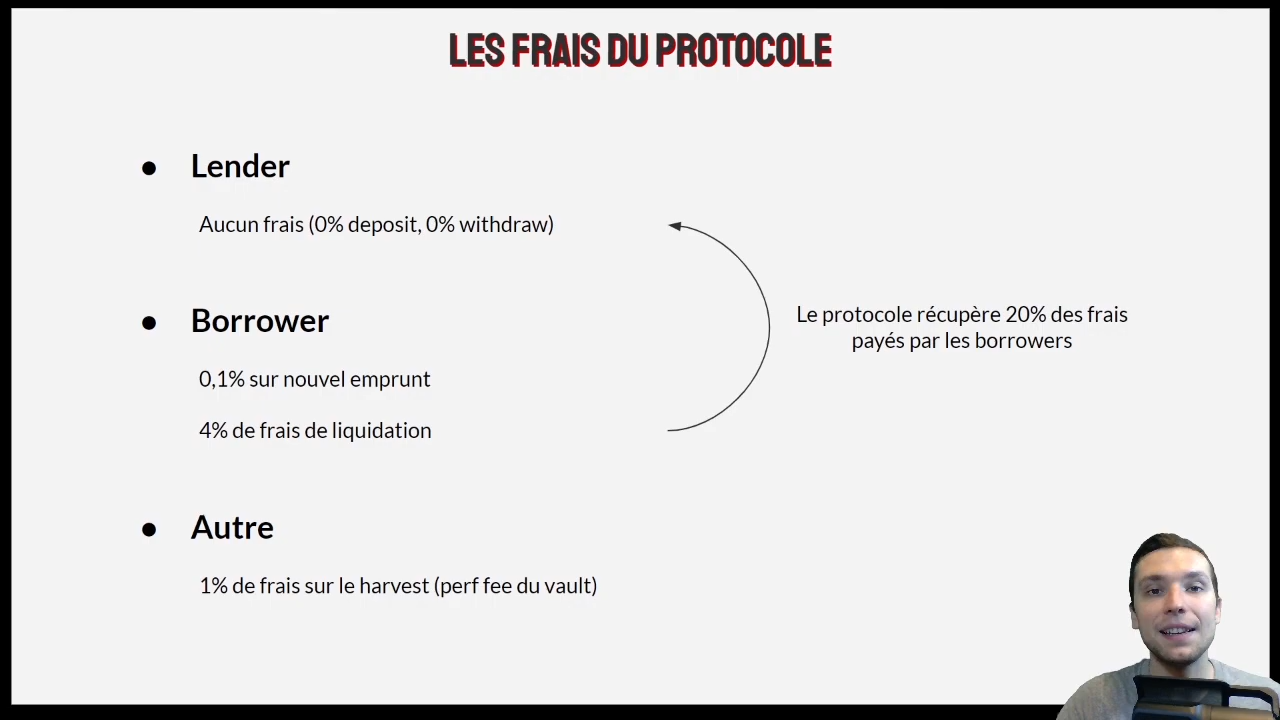 LES FRAIS DU PROTOCOLE
Lender
Aucun frais (0% deposit, 0% withdraw)
Borrower
0,1% sur nouvel emprunt
4% de frais de liquidation
Le protocole récupère 20% des frais
payés par les borrowers
Autre
1% de frais sur le harvest (perf fee du vault)